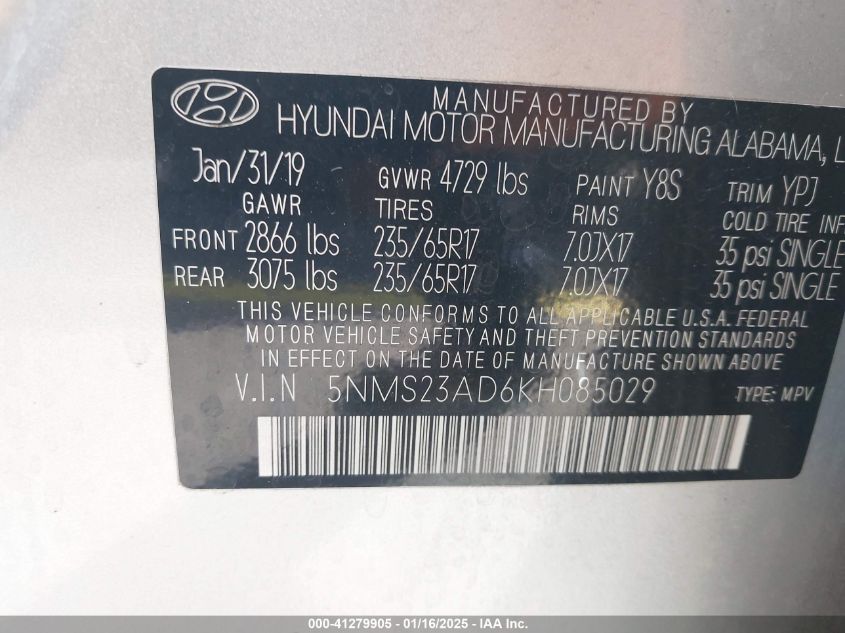 MANUFACTURED BY
HYUNDAI MOTOR MANUFACTURING ALABAMA, L
Jan/31/19 GVWR 4729 lbs PAINT Y8S TRIM YPJ
GAWR TIRES RIMS COLD TIRE INF
FRONT 2866 lbs 235/65R17 7.0JX17 35 psi SINGLE
REAR 3075 lbs 235/65R17 7.0JX17 35 psi SINGLE
THIS VEHICLE CONFORMS TO ALL APPLICABLE U.S.A. FEDERAL
MOTOR VEHICLE SAFETY AND THEFT PREVENTION STANDARDS
IN EFFECT ON THE DATE OF MANUFACTURE SHOWN ABOVE
V.I.N 5NMS23AD6KH085029 TYPE: MPV
000-41279905 - 01/16/2025 - IAA Inc.